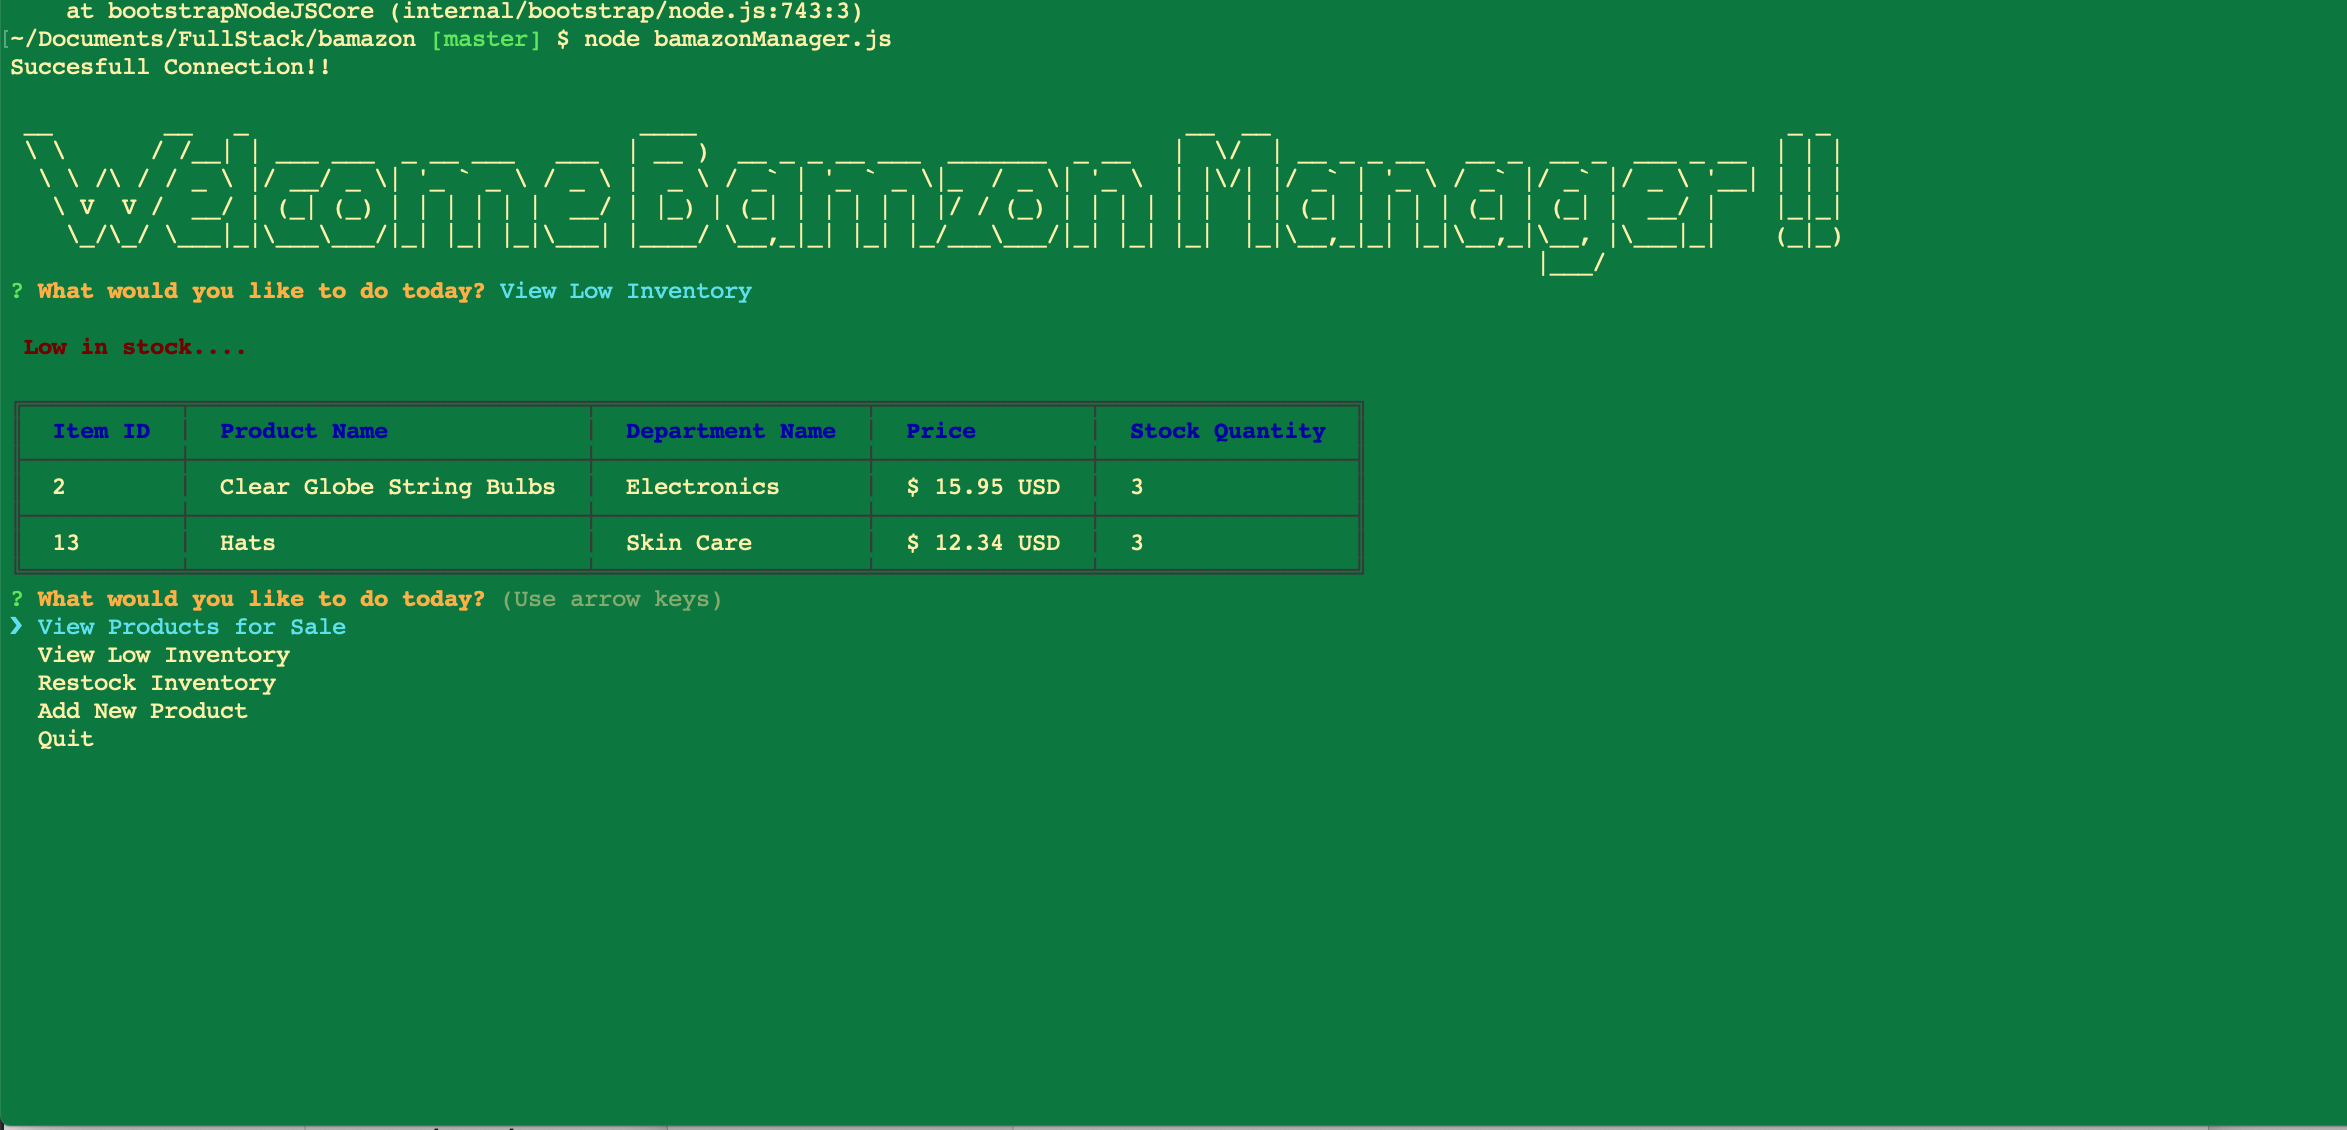 at bootstrapNodeJSCore (internal/bootstrap/node.js:743:3)
[~/Documents/FullStack/bamazon [master] $ node bamazonManager.js
Succesfull Connection!!
Welcome Bamzon Manager !!
? What would you like to do today? View Low Inventory
Low in stock....
Item ID Product Name Department Name Price Stock Quantity
2 Clear Globe String Bulbs Electronics $ 15.95 USD 3
13 Hats Skin Care $ 12.34 USD 3
? What would you like to do today? (Use arrow keys)
❯ View Products for Sale
View Low Inventory
Restock Inventory
Add New Product
Quit